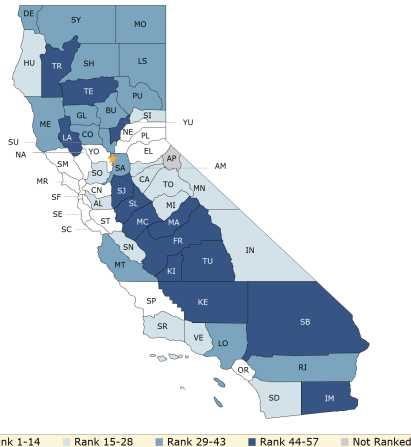 DE
SY
MO
HU
TR
SH
LS
TE
PU
GL
BU
SI
ME
CO
LA
NE
YU
PL
SU
NA
YO
EL
SM
SA
AP
AM
SO
CA
MR
CN
SJ
TO
MN
SF
AL
SL
MI
SE
ST
MC
MA
SC
SN
FR
IN
MT
KI
TU
SP
KE
SB
SR
VE
LO
RI
OR
SD
IM
nk 1-14 Rank 15-28 Rank 29-43 Rank 44-57 Not Ranked